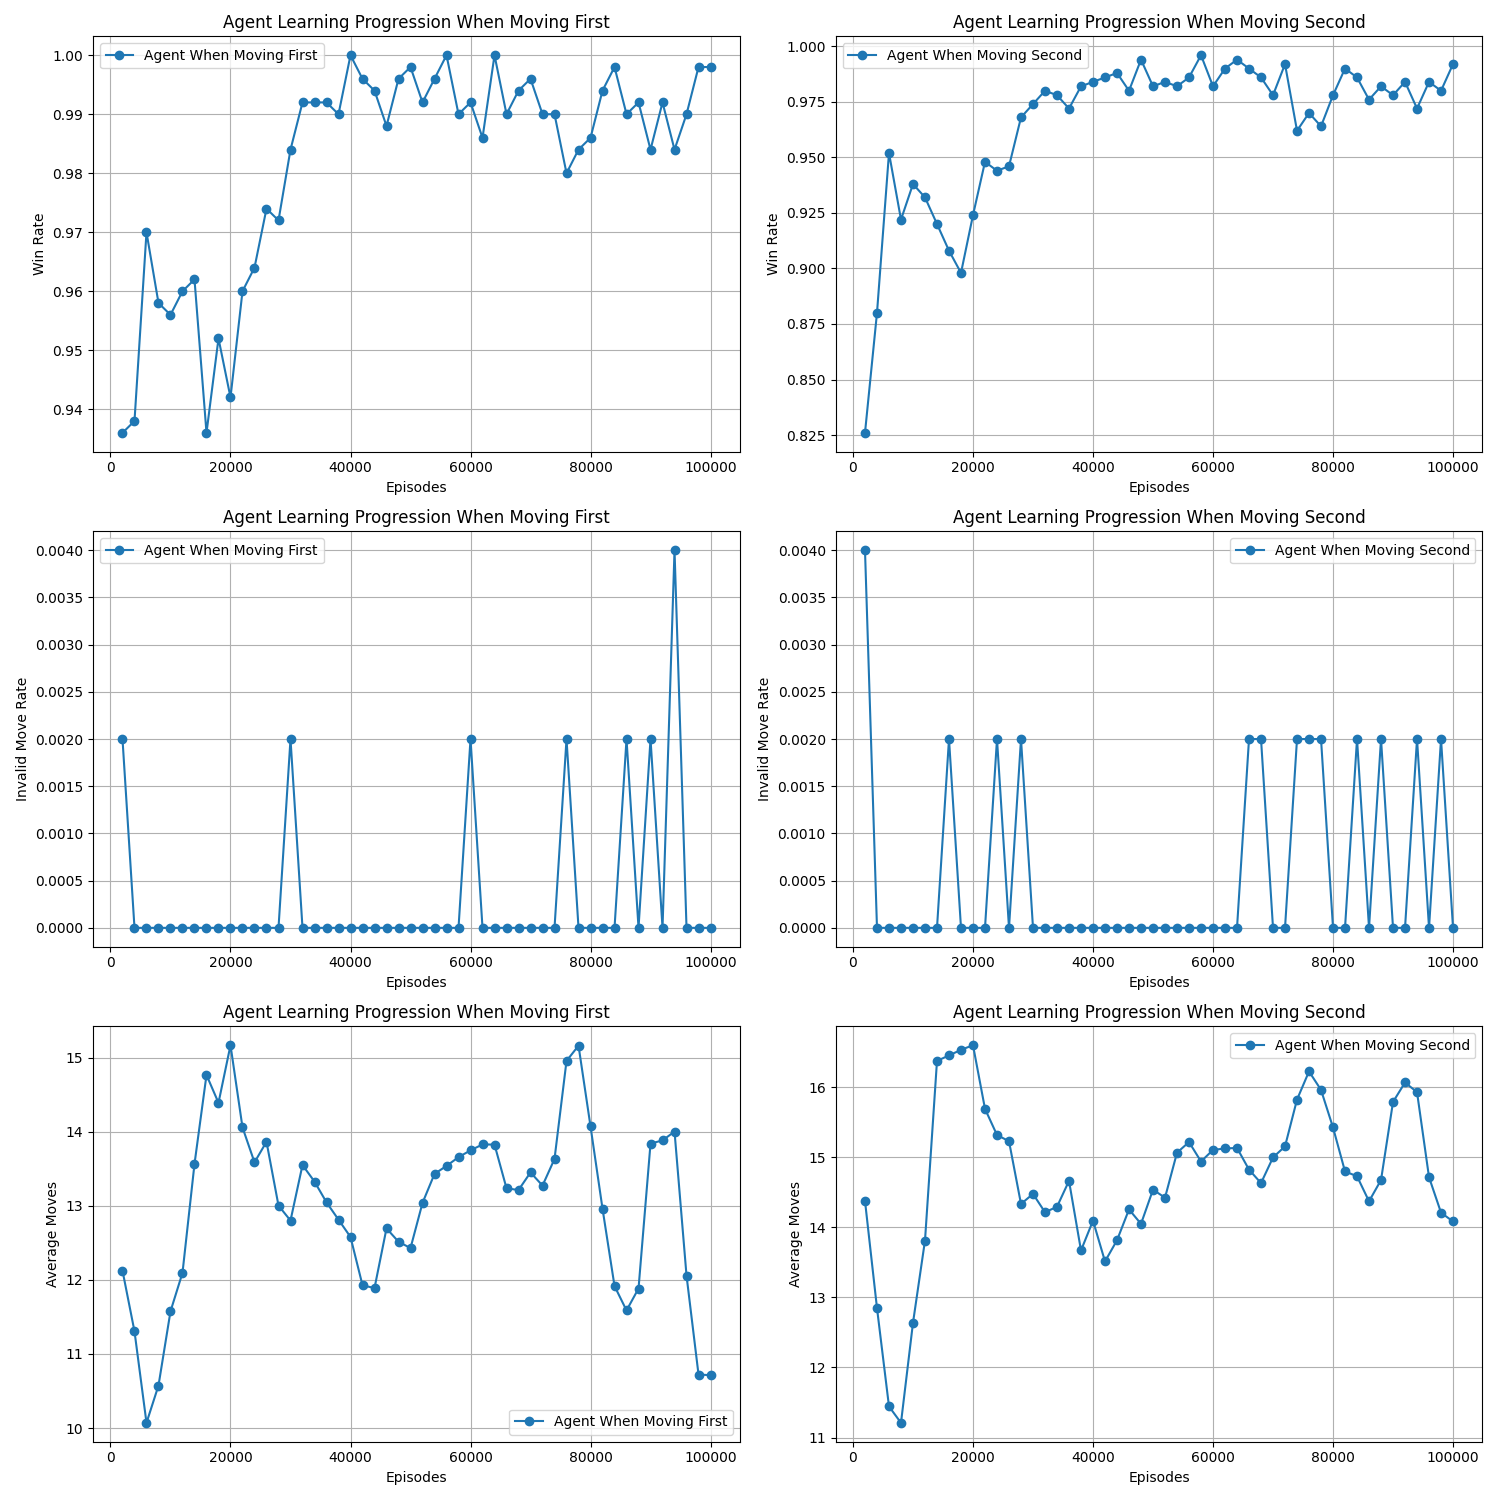 Agent Learning Progression When Moving First
Agent When Moving First
1.00
0.99
0.98
0.97
0.96
0.95
0.94
Win Rate
0 20000 40000 60000 80000 100000
Episodes
Agent Learning Progression When Moving Second
Agent When Moving Second
1.000
0.975
0.950
0.925
0.900
0.875
0.850
0.825
Win Rate
0 20000 40000 60000 80000 100000
Episodes
Agent Learning Progression When Moving First
Agent When Moving First
0.0040
0.0035
0.0030
0.0025
0.0020
0.0015
0.0010
0.0005
0.0000
Invalid Move Rate
0 20000 40000 60000 80000 100000
Episodes
Agent Learning Progression When Moving Second
Agent When Moving Second
0.0040
0.0035
0.0030
0.0025
0.0020
0.0015
0.0010
0.0005
0.0000
Invalid Move Rate
0 20000 40000 60000 80000 100000
Episodes
Agent Learning Progression When Moving First
15
14
13
12
11
10
Average Moves
Agent When Moving First
0 20000 40000 60000 80000 100000
Episodes
Agent Learning Progression When Moving Second
Agent When Moving Second
16
15
14
13
12
11
Average Moves
0 20000 40000 60000 80000 100000
Episodes